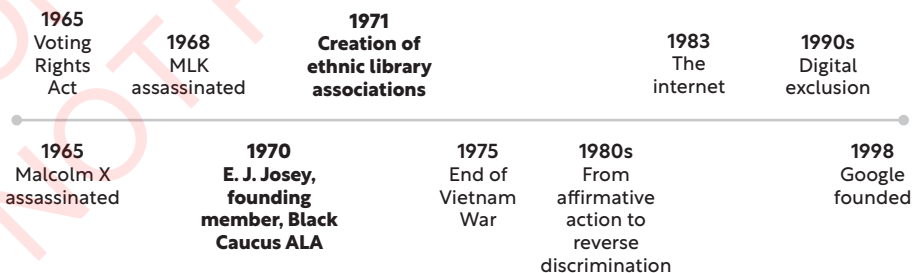 1965
Voting
Rights
Act
1968
MLK
assassinated
1971
Creation of
ethnic library
associations
1983
The
internet
1990s
Digital
exclusion
1965
Malcolm X
assassinated
1970
E. J. Josey,
founding
member, Black
Caucus ALA
1975
End of
Vietnam
War
1980s
From
affirmative
action to
reverse
discrimination
1998
Google
founded
NOT